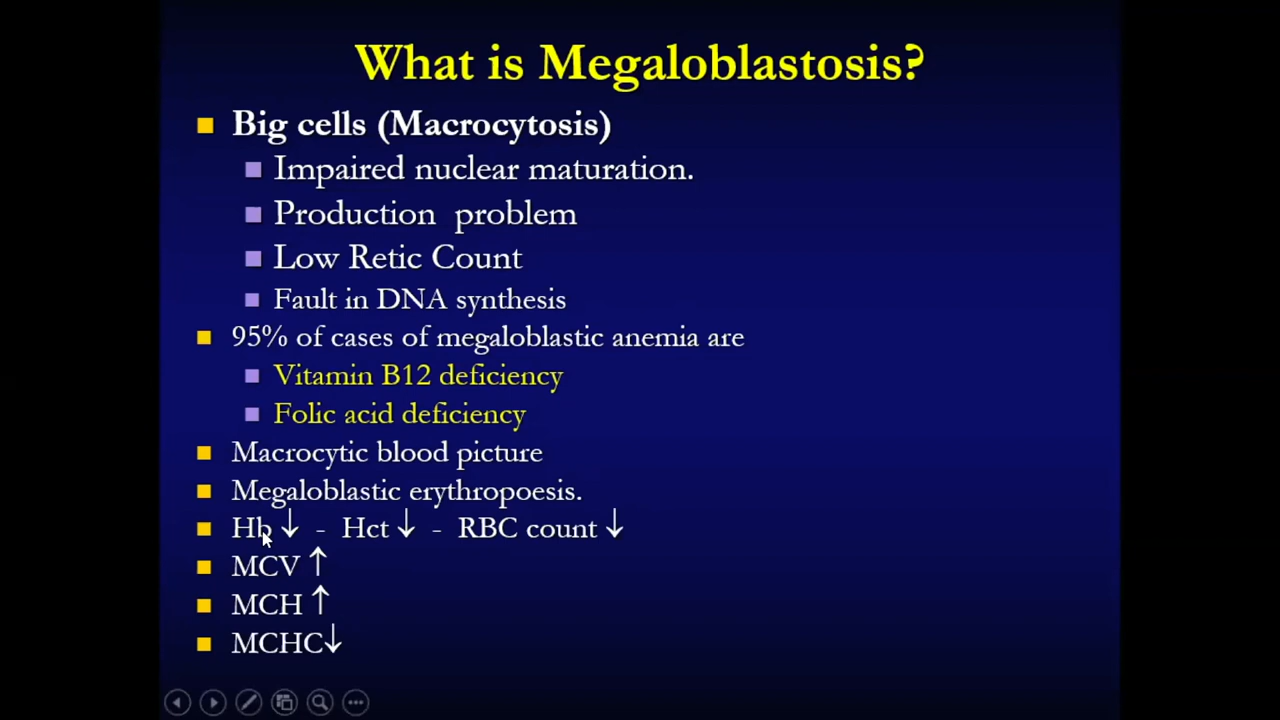 What is Megaloblastosis?
Big cells (Macrocytosis)
Impaired nuclear maturation.
Production problem
Low Retic Count
Fault in DNA synthesis
95% of cases of megaloblastic anemia are
Vitamin B12 deficiency
Folic acid deficiency
Macrocytic blood picture
Megaloblastic erythropoesis.
Hb ↓ - Hct ↓ - RBC count ↓
MCV ↑
MCH ↑
MCHC↓